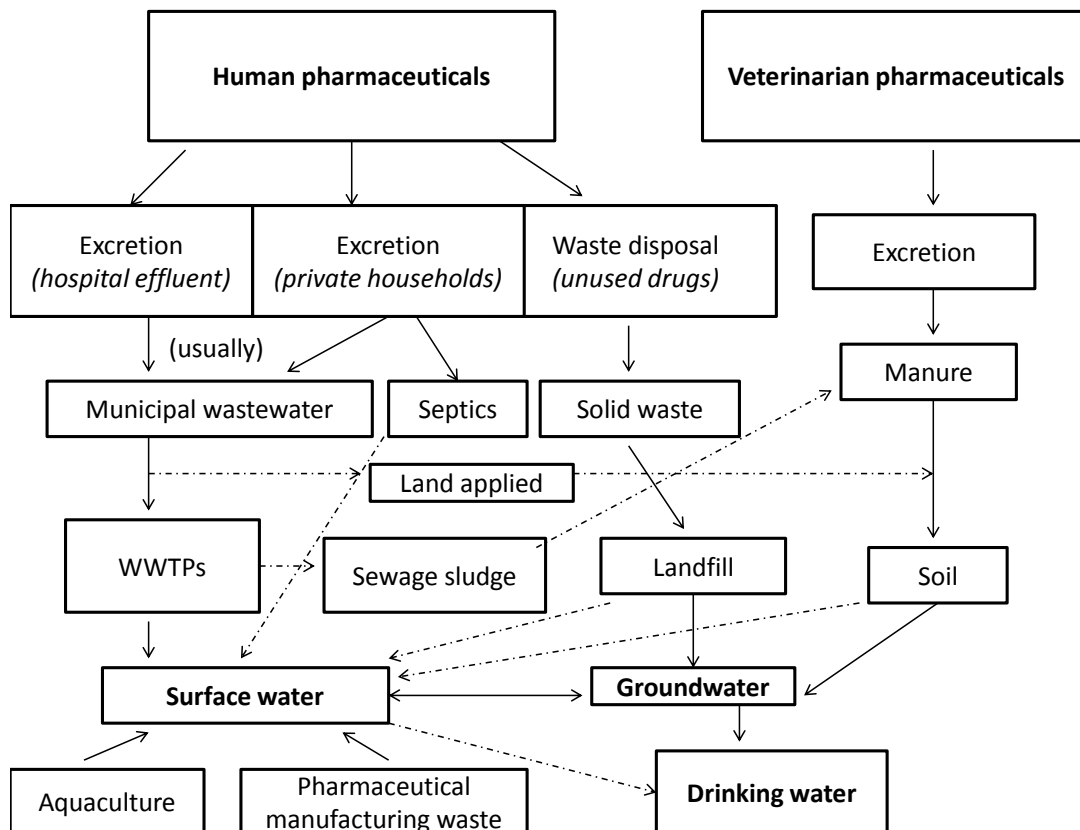 Human pharmaceuticals
Veterinarian pharmaceuticals
Excretion
(hospital effluent)
Excretion
(private households)
Waste disposal
(unused drugs)
Excretion
(usually)
Manure
Municipal wastewater
Septics
Solid waste
Land applied
WWTPs
Sewage sludge
Landfill
Soil
Surface water
Groundwater
Aquaculture
Pharmaceutical
manufacturing waste
Drinking water